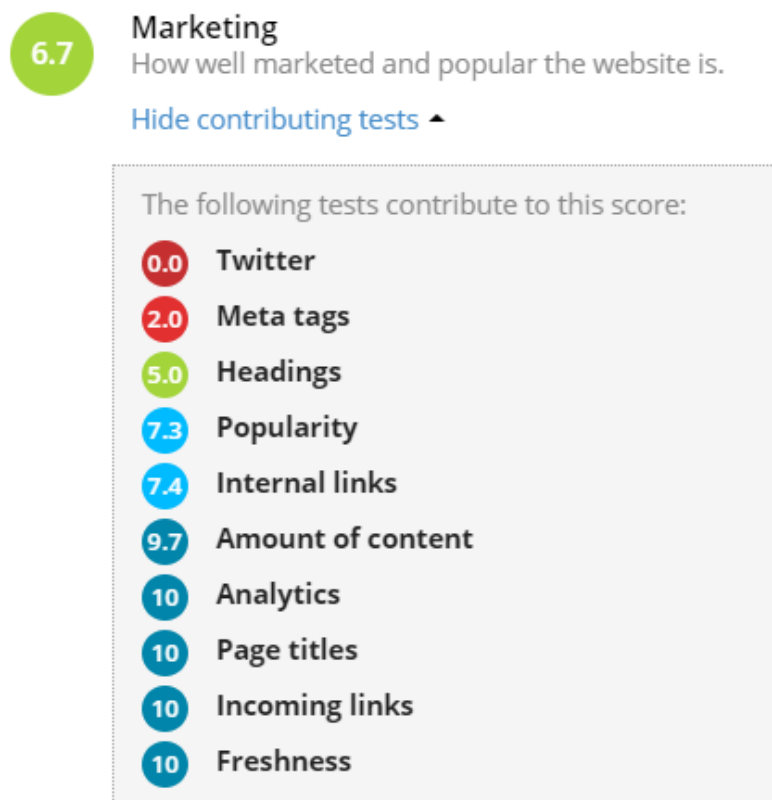 6.7 Marketing
How well marketed and popular the website is.
Hide contributing tests
The following tests contribute to this score:
0.0 Twitter
2.0 Meta tags
5.0 Headings
7.3 Popularity
7.4 Internal links
9.7 Amount of content
10 Analytics
10 Page titles
10 Incoming links
10 Freshness